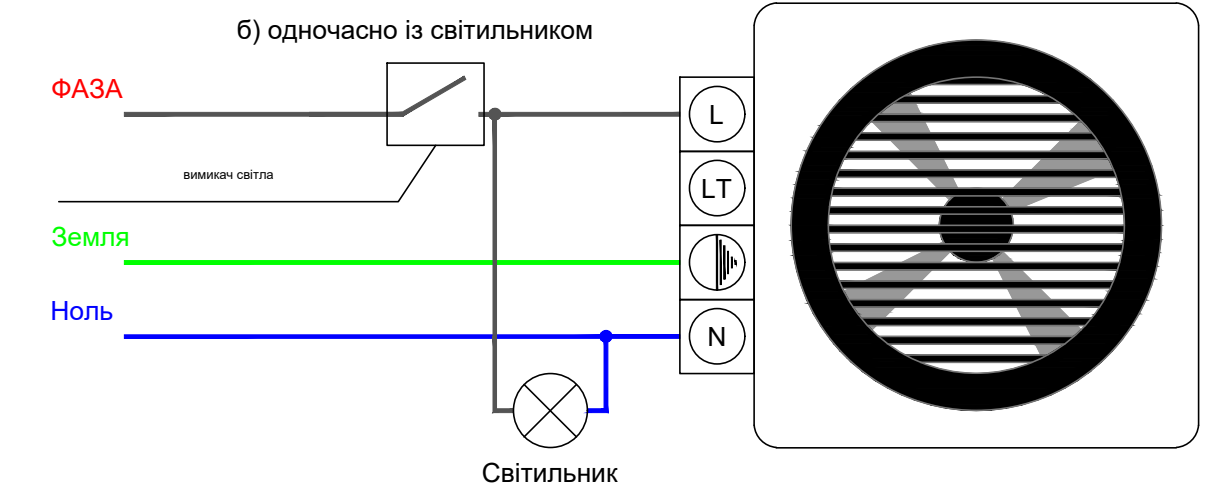 б) одночасно із світильником
ФАЗА
L
вимикач світла
LT
Земля
Ноль
N
Світильник